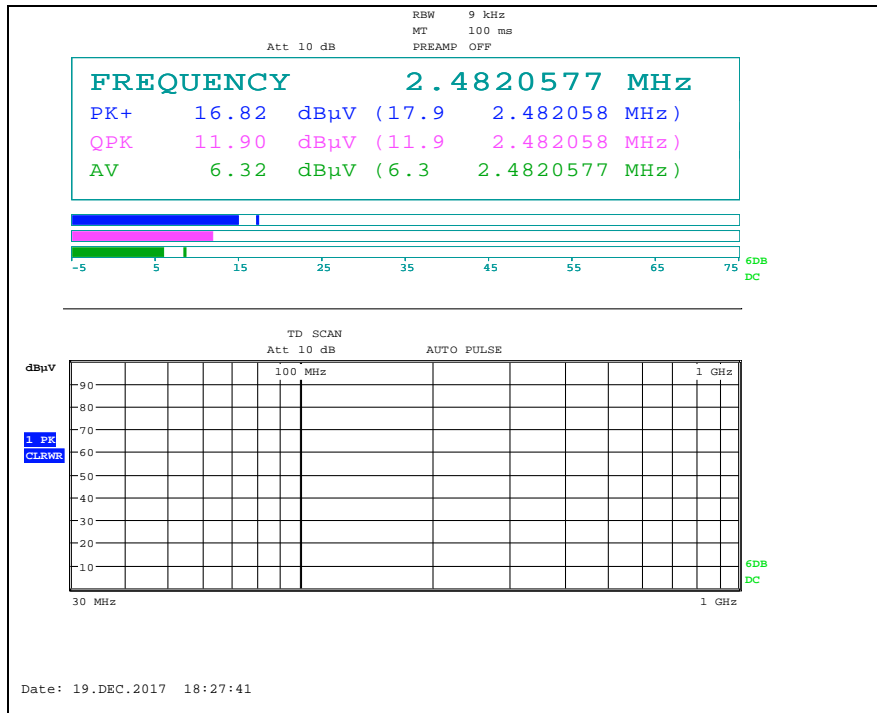 RBW 9 kHz
MT 100 ms
Att 10 dB PREAMP OFF
FREQUENCY 2.4820577 MHz
PK+ 16.82 dBµV (17.9 2.482058 MHz)
QPK 11.90 dBµV (11.9 2.482058 MHz)
AV 6.32 dBµV (6.3 2.4820577 MHz)
-5 5 15 25 35 45 55 65 75
6DB
DC
TD SCAN
Att 10 dB AUTO PULSE
dBµV
100 MHz 1 GHz
90
80
70
1 PK
CLRWR
60
50
40
30
20
10
6DB
DC
30 MHz 1 GHz
Date: 19.DEC.2017 18:27:41